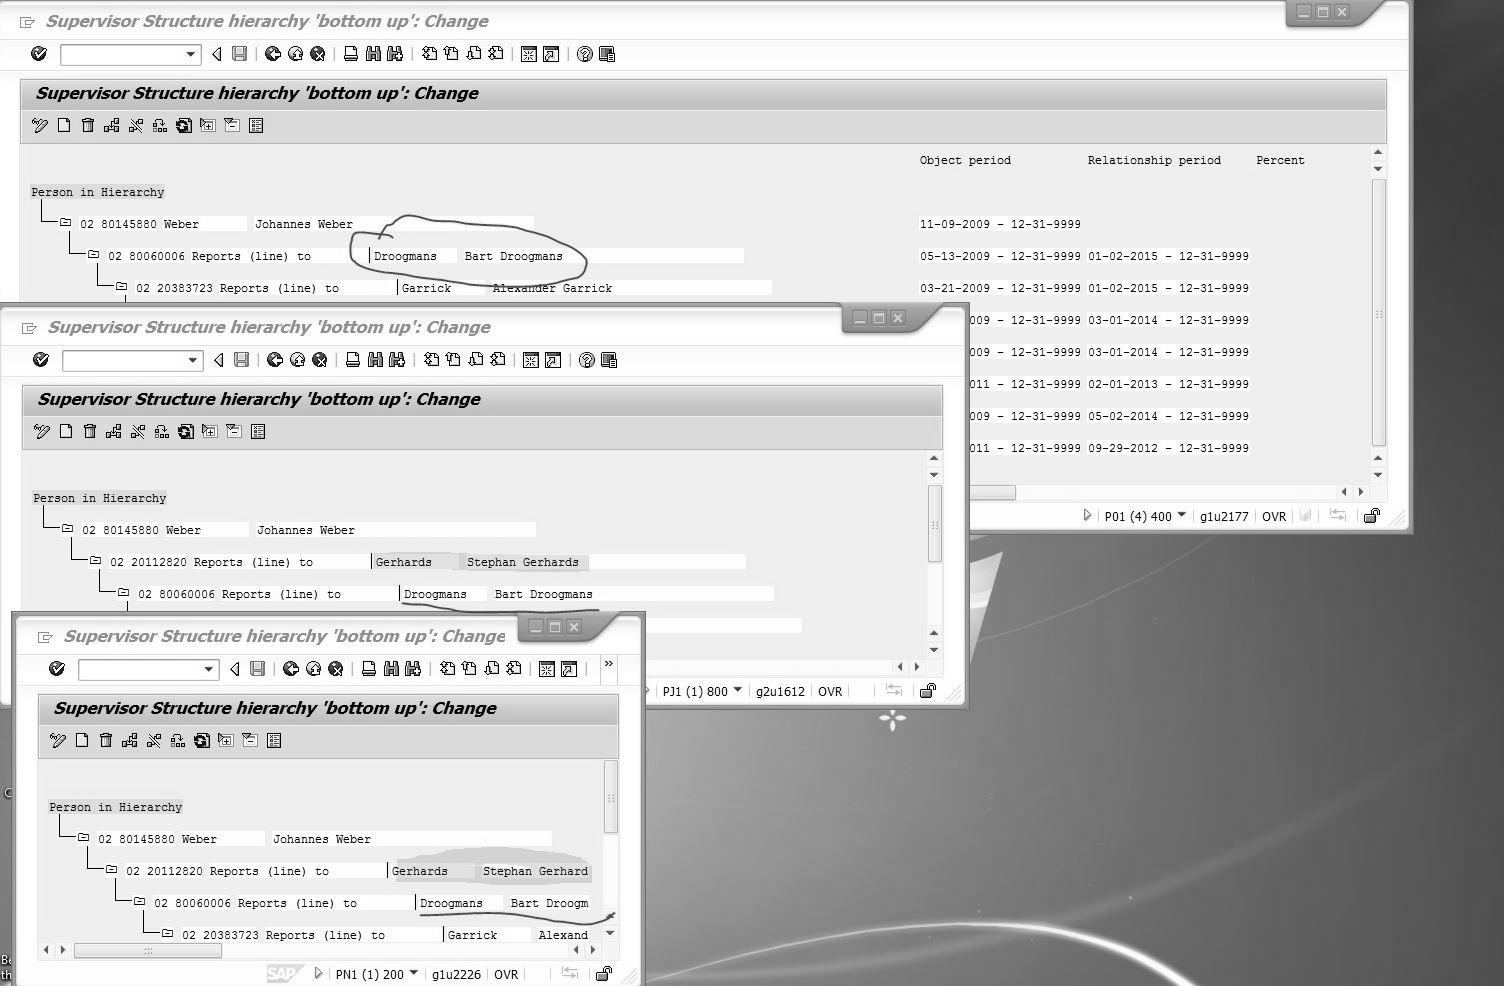 Supervisor Structure hierarchy 'bottom up': Change
Supervisor Structure hierarchy 'bottom up': Change
Object period Relationship period Percent
Person in Hierarchy
02 80145880 Weber Johannes Weber 11-09-2009 - 12-31-9999
02 80060006 Reports (line) to Droogmans Bart Droogmans 05-13-2009 - 12-31-9999 01-02-2015 - 12-31-9999
02 20383723 Reports (line) to Garrick Alexander Garrick 03-21-2009 - 12-31-9999 01-02-2015 - 12-31-9999
009 - 12-31-9999 03-01-2014 - 12-31-9999
009 - 12-31-9999 03-01-2014 - 12-31-9999
011 - 12-31-9999 02-01-2013 - 12-31-9999
009 - 12-31-9999 05-02-2014 - 12-31-9999
011 - 12-31-9999 09-29-2012 - 12-31-9999
P01 (4) 400 g1u2177 OVR
Supervisor Structure hierarchy 'bottom up': Change
Supervisor Structure hierarchy 'bottom up': Change
Person in Hierarchy
02 80145880 Weber Johannes Weber
02 20112820 Reports (line) to Gerhards Stephan Gerhards
02 80060006 Reports (line) to Droogmans Bart Droogmans
PJ1 (1) 800 g2u1612 OVR
Supervisor Structure hierarchy 'bottom up': Change
Supervisor Structure hierarchy 'bottom up': Change
Person in Hierarchy
02 80145880 Weber Johannes Weber
02 20112820 Reports (line) to Gerhards Stephan Gerhard
02 80060006 Reports (line) to Droogmans Bart Droogm
02 20383723 Reports (line) to Garrick Alexand
SAP PN1 (1) 200 g1u2226 OVR
Be
th